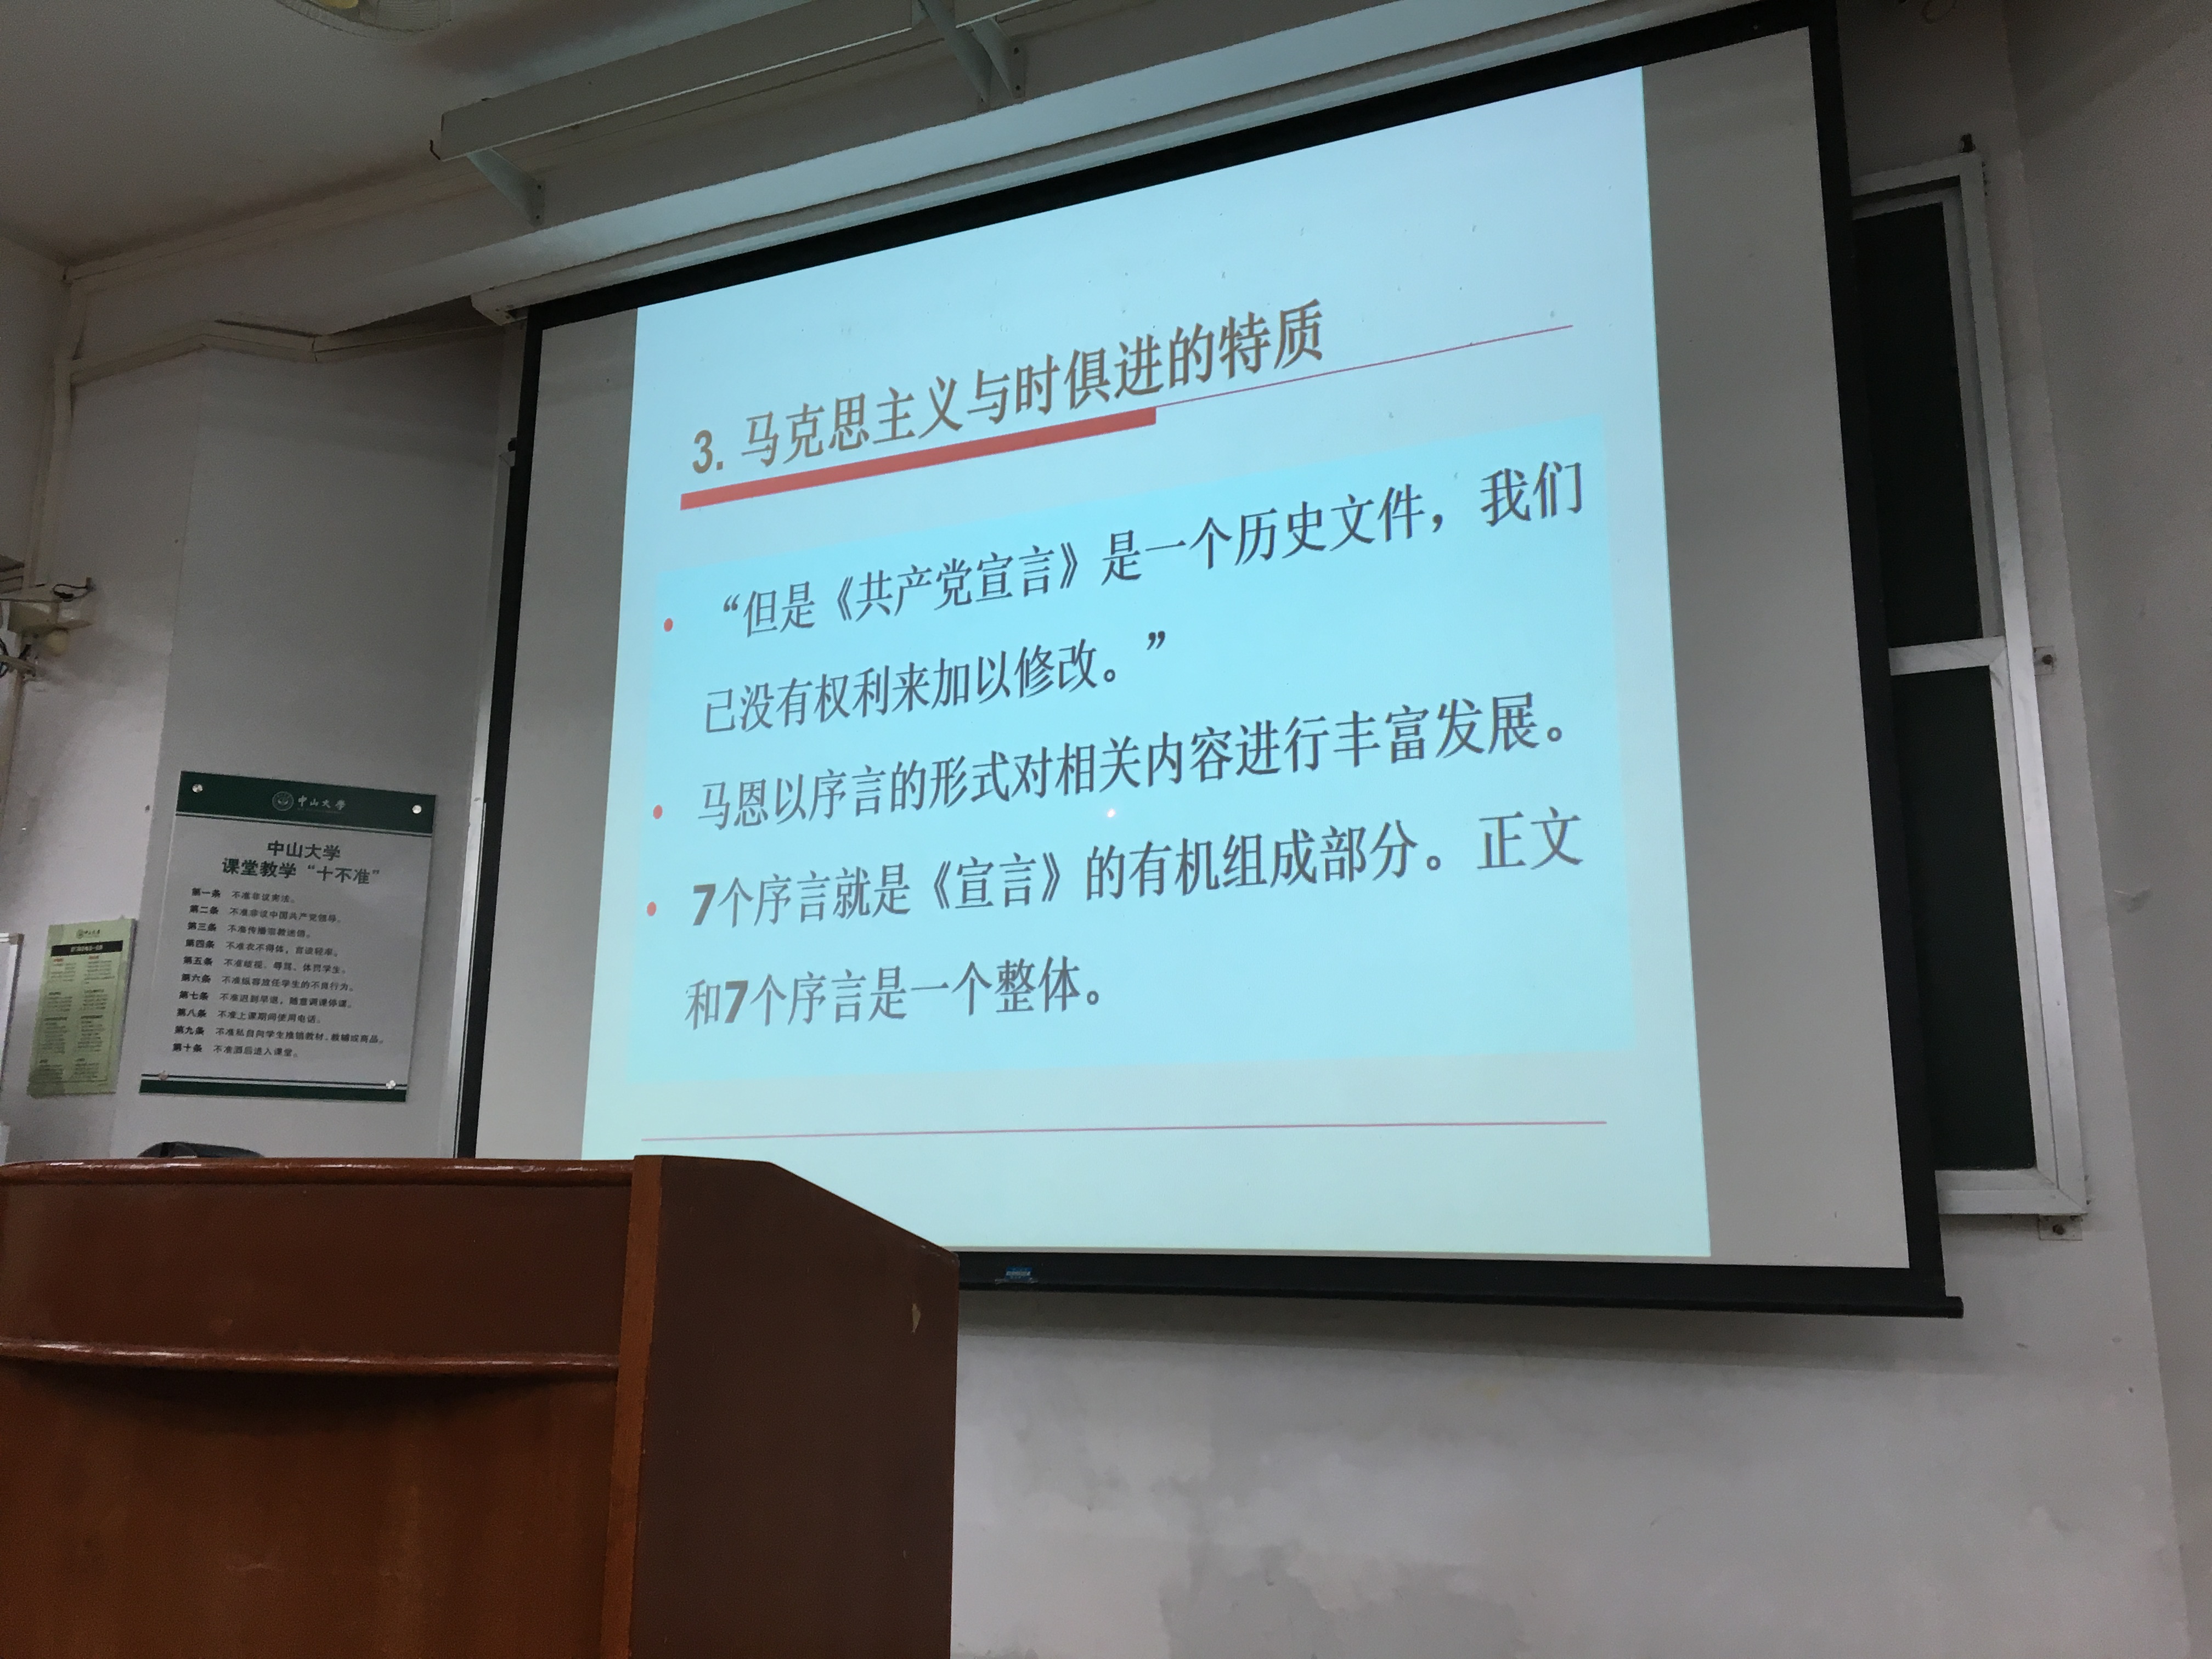 3. 马克思主义与时俱进的特质
“但是《共产党宣言》是一个历史文件，我们
已没有权利来加以修改。”
马恩以序言的形式对相关内容进行丰富发展。
7个序言就是《宣言》的有机组成部分。正文
和7个序言是一个整体。
中山大學
中山大学
课堂教学“十不准”
第一条 不准非议宪法。
第二条 不准非议中国共产党领导。
第三条 不准传播宗教迷信。
第四条 不准衣不得体，言谈轻率。
第五条 不准歧视、辱骂、体罚学生。
第六条 不准纵容放任学生的不良行为。
第七条 不准迟到早退，随意调课停课。
第八条 不准上课期间使用电话。
第九条 不准私自向学生推销教材、教辅或商品。
第十条 不准酒后进入课堂。
中山大學